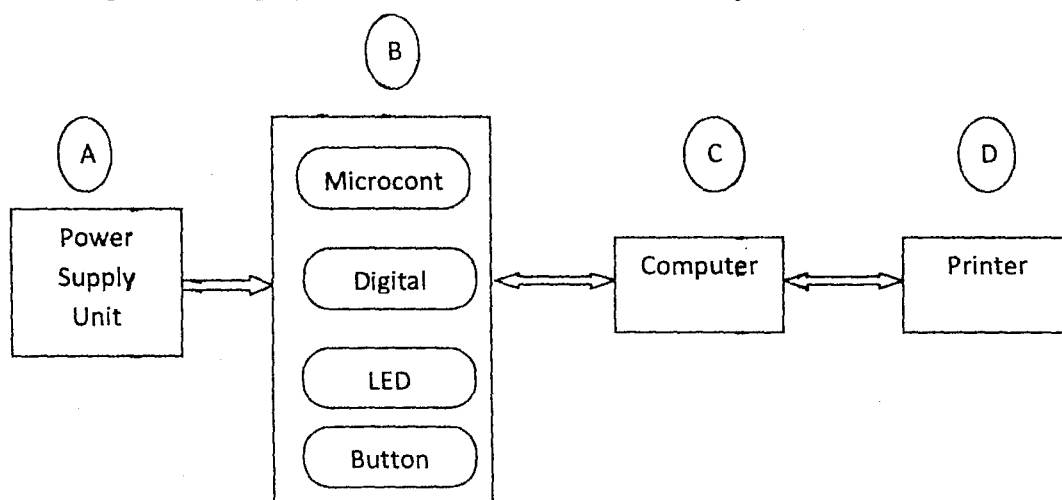 B
A
C
D
Microcont
Power
Supply
Unit
Digital
Computer
Printer
LED
Button